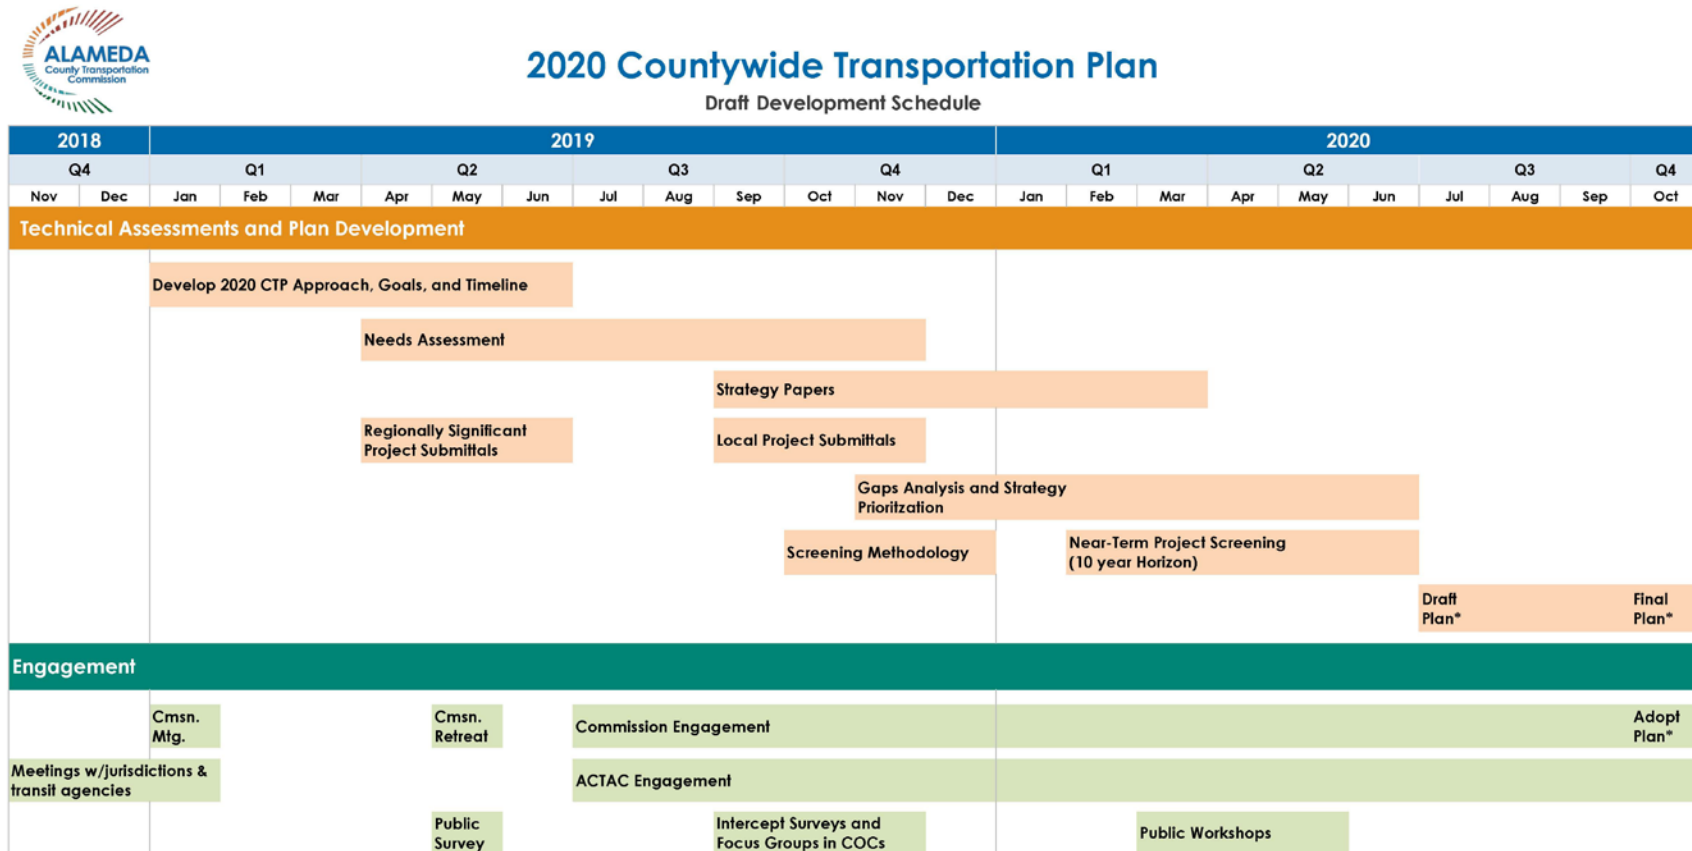 ALAMEDA
County Transportation
Commission
2020 Countywide Transportation Plan
Draft Development Schedule
2018 2019 2020
Q4 Q1 Q2 Q3 Q4 Q1 Q2 Q3 Q4
Nov Dec Jan Feb Mar Apr May Jun Jul Aug Sep Oct Nov Dec Jan Feb Mar Apr May Jun Jul Aug Sep Oct
Technical Assessments and Plan Development
Develop 2020 CTP Approach, Goals, and Timeline
Needs Assessment
Strategy Papers
Regionally Significant
Project Submittals
Local Project Submittals
Gaps Analysis and Strategy
Prioritzation
Screening Methodology
Near-Term Project Screening
(10 year Horizon)
Draft
Plan*
Final
Plan*
Engagement
Cmsn.
Mtg.
Cmsn.
Retreat
Commission Engagement
Adopt
Plan*
Meetings w/jurisdictions &
transit agencies
ACTAC Engagement
Public
Survey
Intercept Surveys and
Focus Groups in COCs
Public Workshops